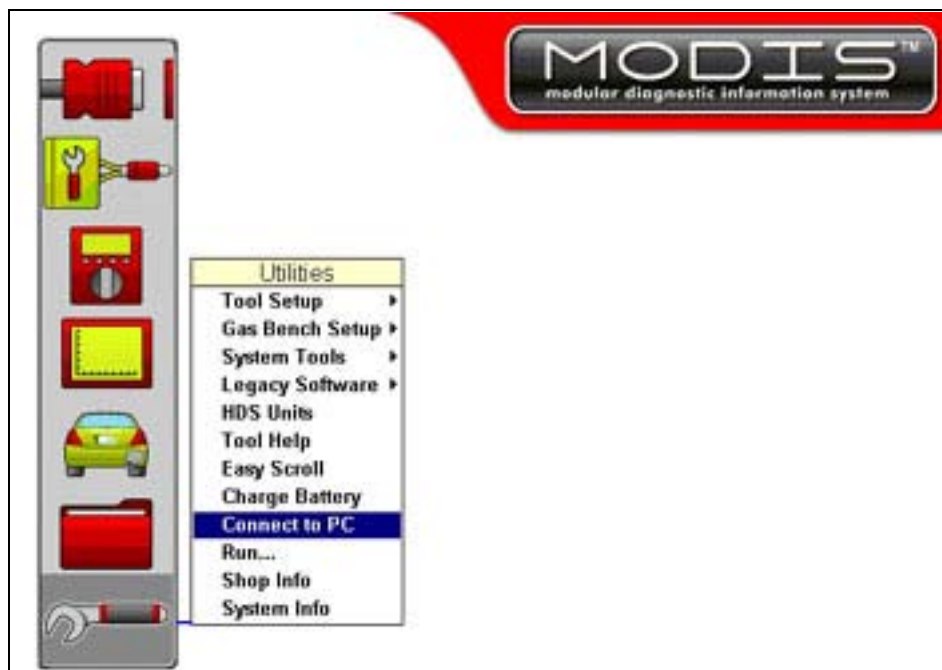 MODIS™
modular diagnostic information system
Utilities
Tool Setup
Gas Bench Setup
System Tools
Legacy Software
HDS Units
Tool Help
Easy Scroll
Charge Battery
Connect to PC
Run...
Shop Info
System Info